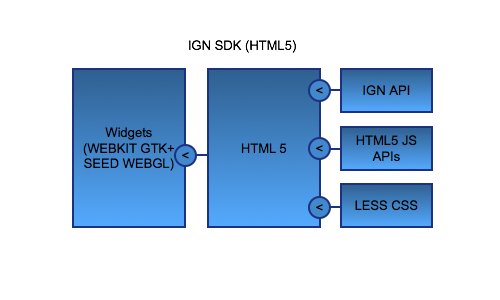 IGN SDK (HTML5)
Widgets
(WEBKIT GTK+
SEED WEBGL)
<
HTML 5
<
IGN API
<
HTML5 JS
APIs
<
LESS CSS